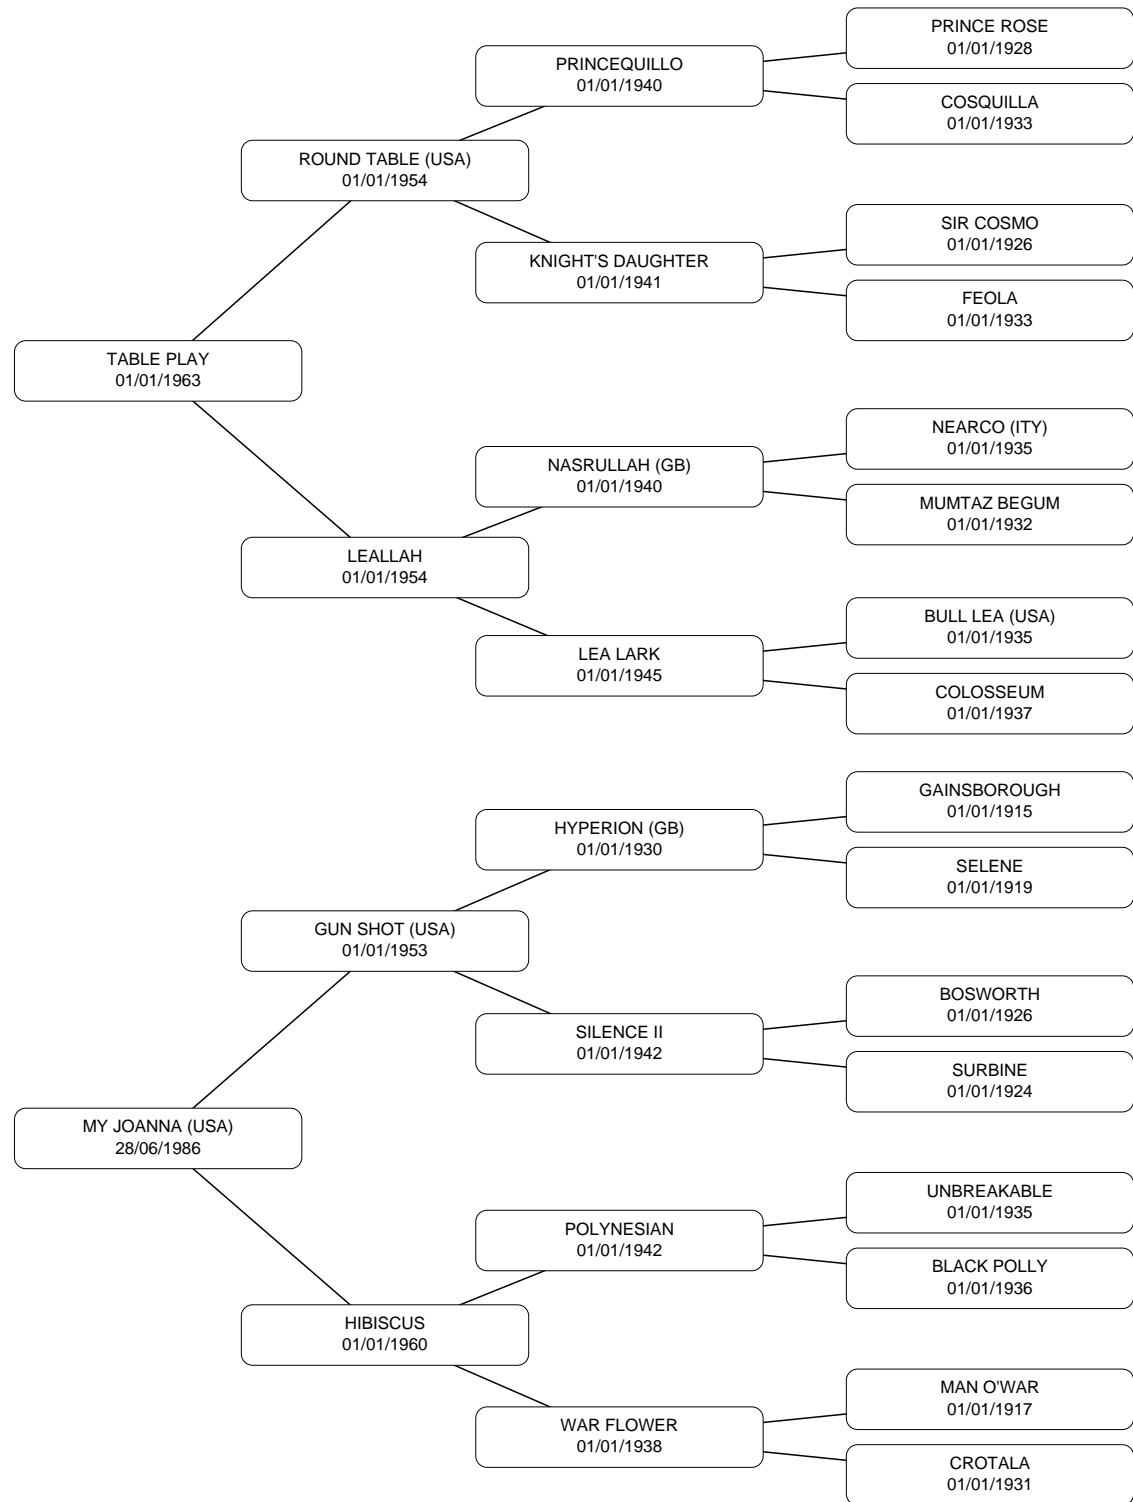 PRINCE ROSE
01/01/1928
PRINCEQUILLO
01/01/1940
COSQUILLA
01/01/1933
ROUND TABLE (USA)
01/01/1954
SIR COSMO
01/01/1926
KNIGHT'S DAUGHTER
01/01/1941
FEOLA
01/01/1933
TABLE PLAY
01/01/1963
NEARCO (ITY)
01/01/1935
NASRULLAH (GB)
01/01/1940
MUMTAZ BEGUM
01/01/1932
LEALLAH
01/01/1954
BULL LEA (USA)
01/01/1935
LEA LARK
01/01/1945
COLOSSEUM
01/01/1937
GAINSBOROUGH
01/01/1915
HYPERION (GB)
01/01/1930
SELENE
01/01/1919
GUN SHOT (USA)
01/01/1953
BOSWORTH
01/01/1926
SILENCE II
01/01/1942
SURBINE
01/01/1924
MY JOANNA (USA)
28/06/1986
UNBREAKABLE
01/01/1935
POLYNESIAN
01/01/1942
BLACK POLLY
01/01/1936
HIBISCUS
01/01/1960
MAN O'WAR
01/01/1917
WAR FLOWER
01/01/1938
CROTALA
01/01/1931